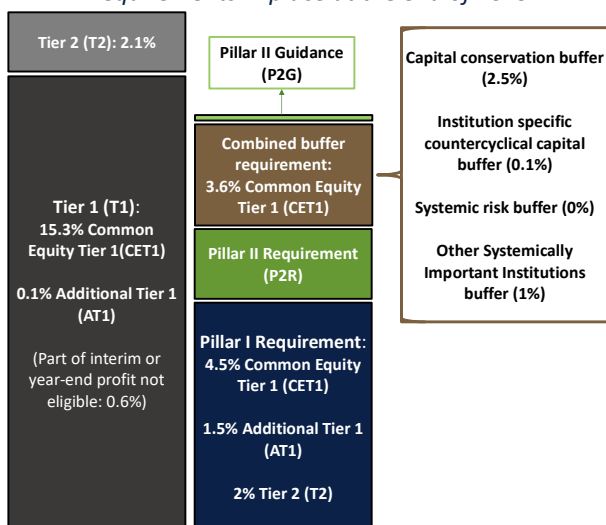 Tier 2 (T2): 2.1%
Tier 1 (T1):
15.3% Common
Equity Tier 1(CET1)
0.1% Additional Tier 1
(AT1)
(Part of interim or
year-end profit not
eligible: 0.6%)
Pillar II Guidance
(P2G)
Combined buffer
requirement:
3.6% Common Equity
Tier 1 (CET1)
Pillar II Requirement
(P2R)
Pillar I Requirement:
4.5% Common Equity
Tier 1 (CET1)
1.5% Additional Tier 1
(AT1)
2% Tier 2 (T2)
Capital conservation buffer
(2.5%)
Institution specific
countercyclical capital
buffer (0.1%)
Systemic risk buffer (0%)
Other Systemically
Important Institutions
buffer (1%)